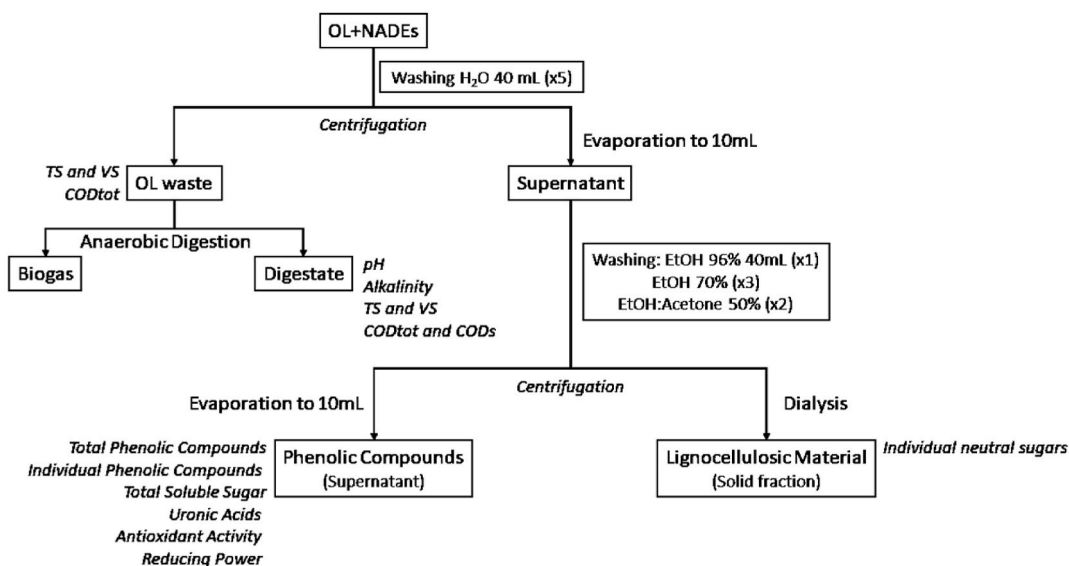 OL+NADEs
Washing H₂O 40 mL (x5)
Centrifugation
Evaporation to 10mL
TS and VS
CODtot
OL waste
Supernatant
Anaerobic Digestion
Biogas
Digestate
pH
Alkalinity
TS and VS
CODtot and CODs
Washing: EtOH 96% 40mL (x1)
EtOH 70% (x3)
EtOH:Acetone 50% (x2)
Centrifugation
Evaporation to 10mL
Dialysis
Total Phenolic Compounds
Individual Phenolic Compounds
Total Soluble Sugar
Uronic Acids
Antioxidant Activity
Reducing Power
Phenolic Compounds
(Supernatant)
Lignocellulosic Material
(Solid fraction)
Individual neutral sugars